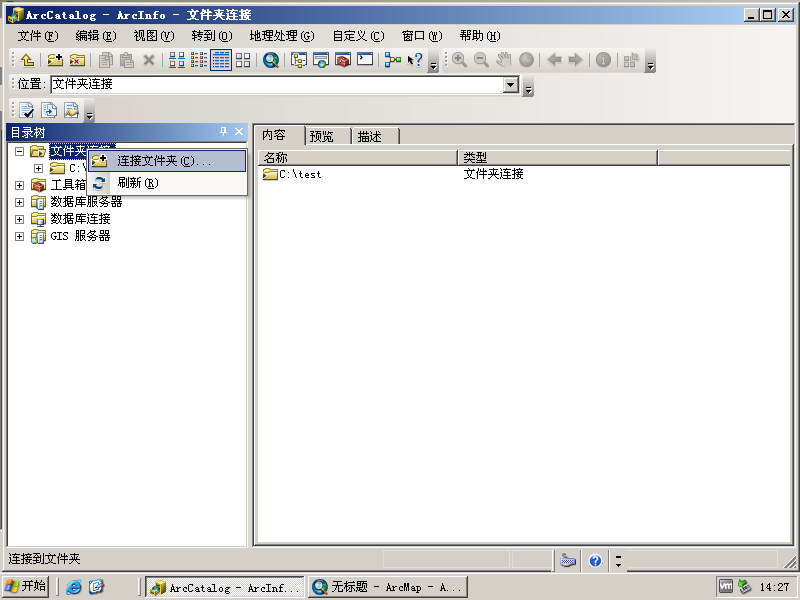 ArcCatalog - ArcInfo - 文件夹连接
文件(F) 编辑(E) 视图(V) 转到(G) 地理处理(G) 自定义(C) 窗口(W) 帮助(H)
位置: 文件夹连接
目录树
内容 预览 描述
文件夹连接
C:\
工具箱
数据库服务器
数据库连接
GIS 服务器
连接文件夹(C)...
刷新(R)
名称 类型
C:\test 文件夹连接
连接到文件夹
开始 ArcCatalog - ArcInf... 无标题 - ArcMap - A... 14:27